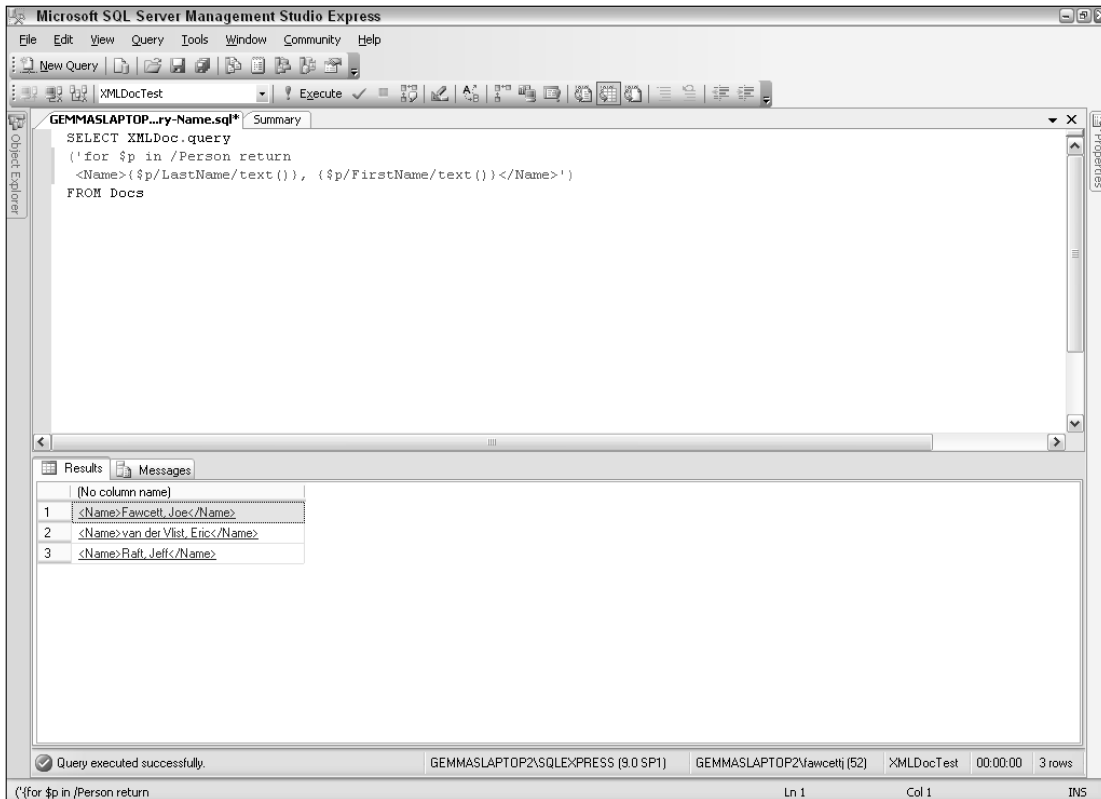 Microsoft SQL Server Management Studio Express
File Edit View Query Tools Window Community Help
New Query
XMLDocTest Execute
GEMMASLAPTOP...ry-Name.sql* Summary
Object Explorer
Properties
SELECT XMLDoc.query
('for $p in /Person return
<Name>{$p/LastName/text()}, {$p/FirstName/text()}</Name>')
FROM Docs
Results Messages
(No column name)
1 <Name>Fawcett, Joe</Name>
2 <Name>van der Vlist, Eric</Name>
3 <Name>Raft, Jeff</Name>
Query executed successfully. GEMMASLAPTOP2\SQLEXPRESS (9.0 SP1) GEMMASLAPTOP2\fawcettj (52) XMLDocTest 00:00:00 3 rows
('{for $p in /Person return Ln 1 Col 1 INS